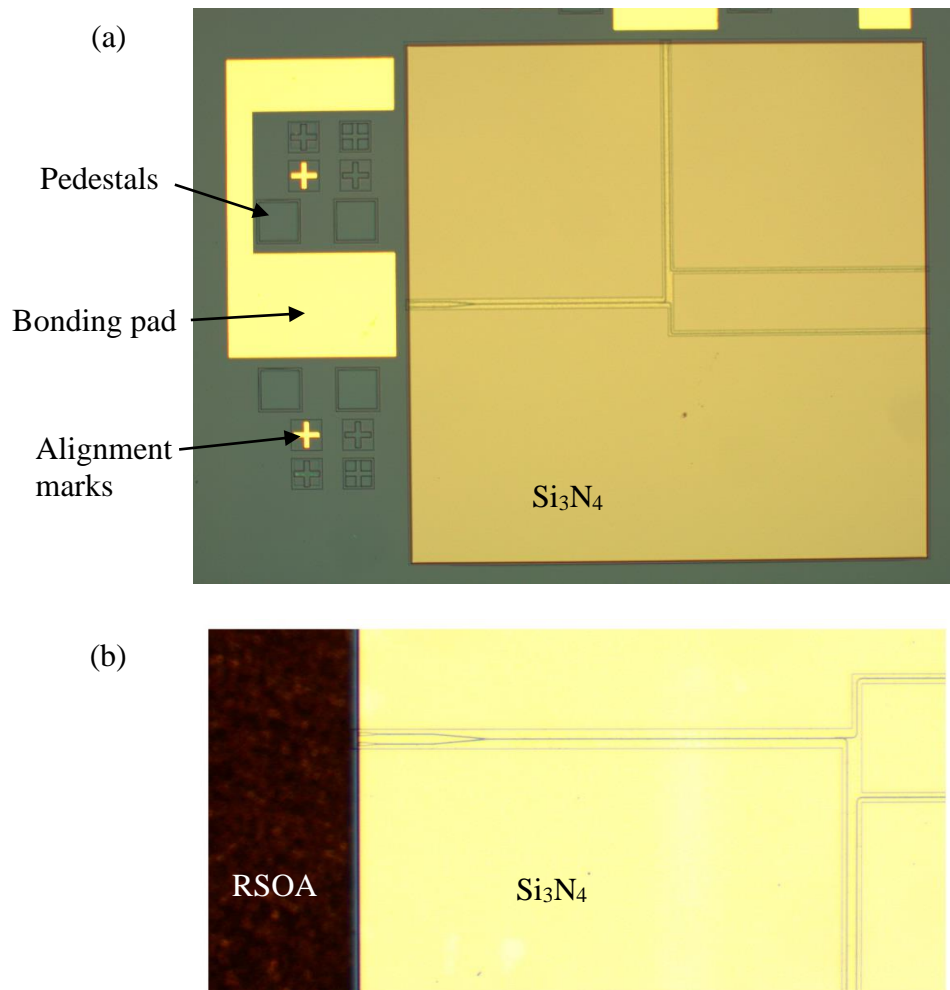 (a)
Pedestals
Bonding pad
Alignment
marks
Si₃N₄
(b)
RSOA
Si₃N₄